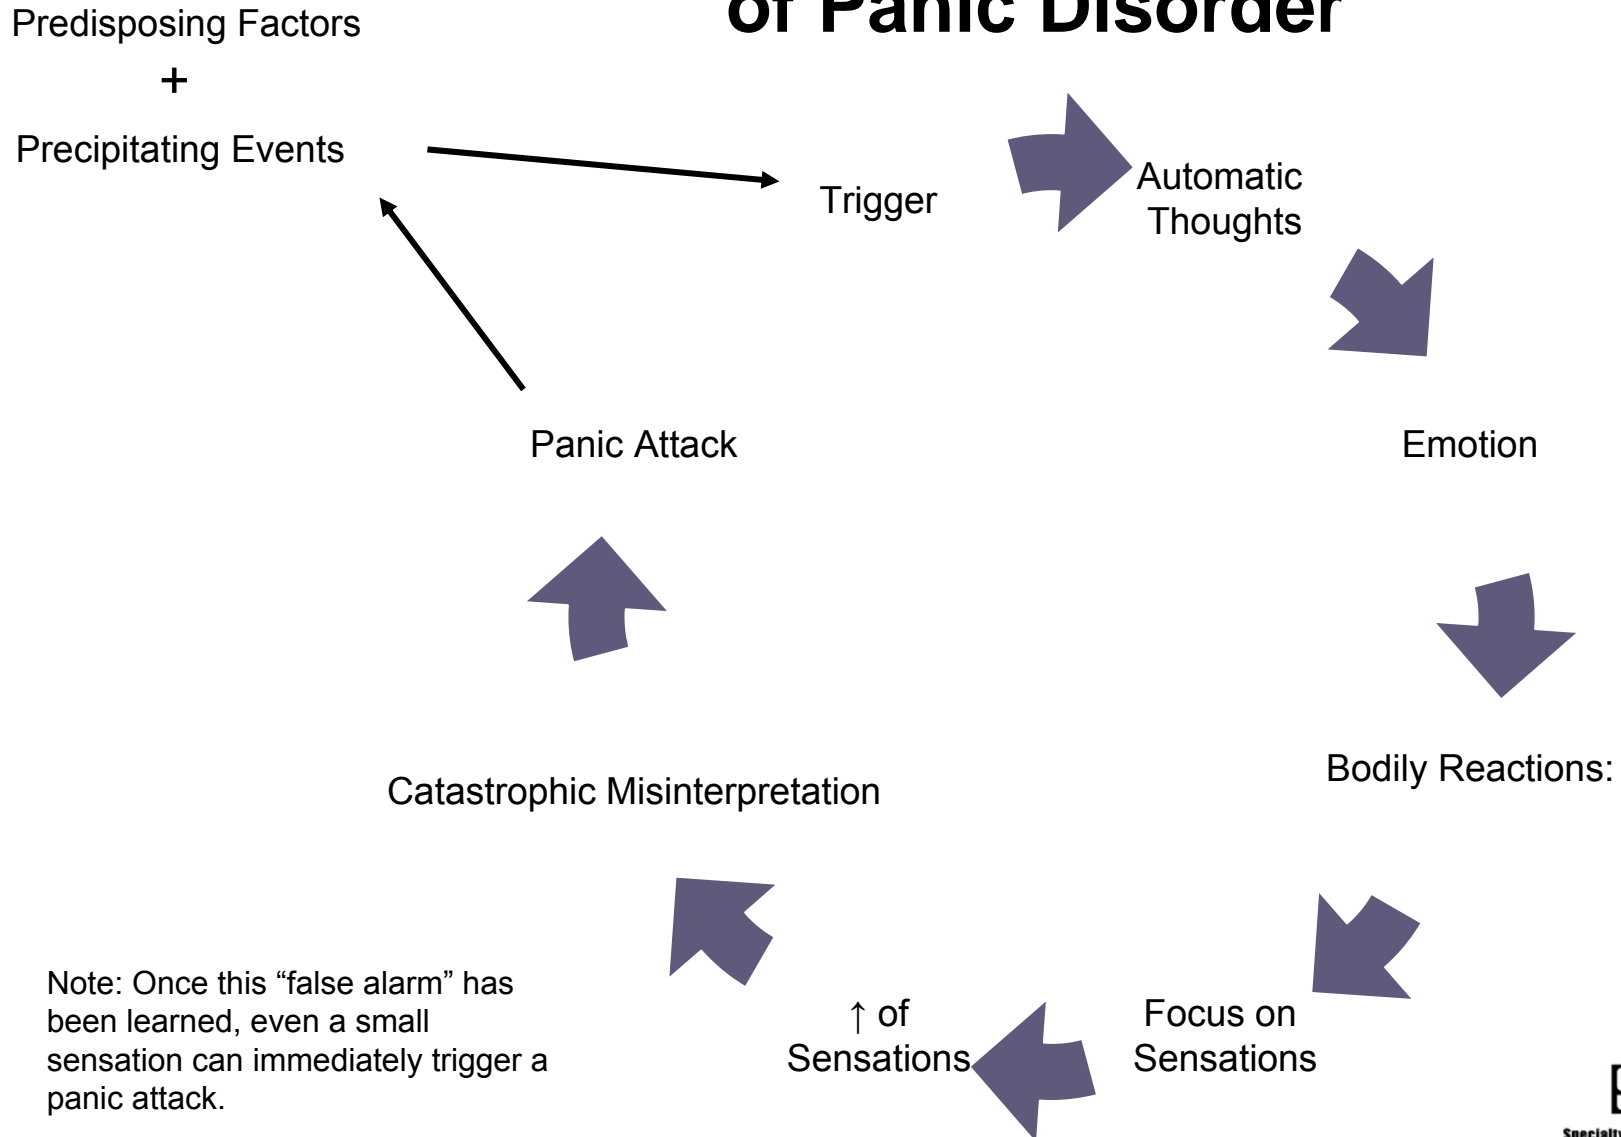 of Panic Disorder
Predisposing Factors
+
Precipitating Events
Trigger
Automatic
Thoughts
Emotion
Bodily Reactions:
Focus on
Sensations
↑ of
Sensations
Catastrophic Misinterpretation
Panic Attack
Note: Once this “false alarm” has
been learned, even a small
sensation can immediately trigger a
panic attack.